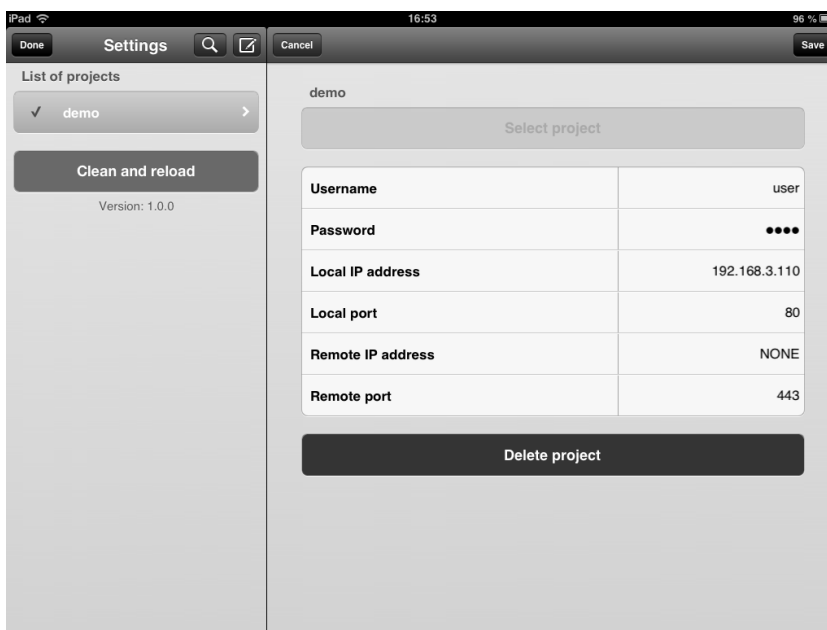 iPad 16:53 96 %
Done Settings Cancel Save
List of projects
demo
Clean and reload
Version: 1.0.0
demo
Select project
Username user
Password ●●●●
Local IP address 192.168.3.110
Local port 80
Remote IP address NONE
Remote port 443
Delete project